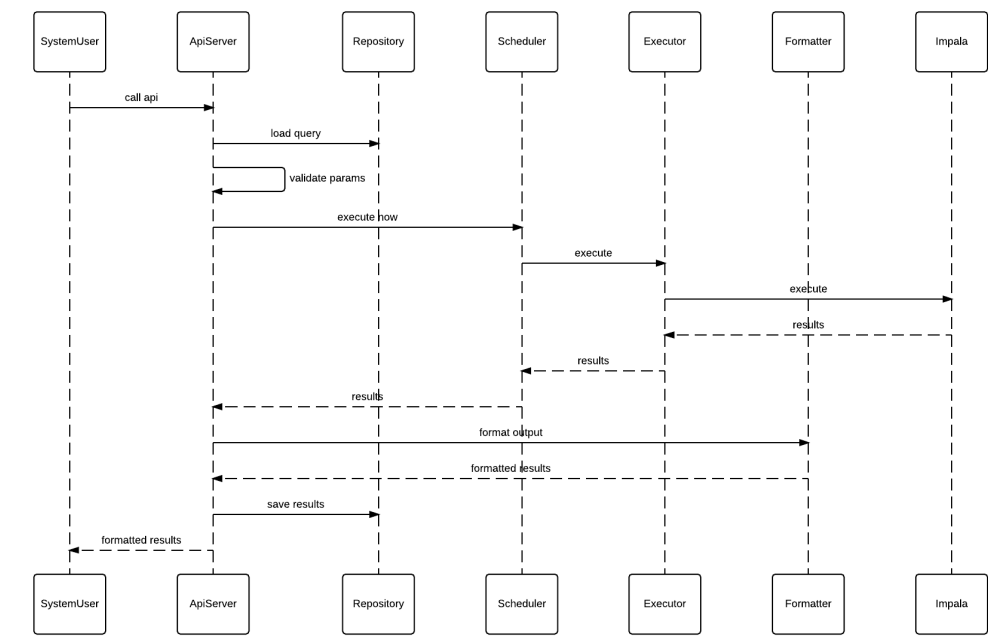 SystemUser ApiServer Repository Scheduler Executor Formatter Impala
call api
load query
validate params
execute now
execute
execute
results
results
results
format output
formatted results
save results
formatted results
SystemUser ApiServer Repository Scheduler Executor Formatter Impala